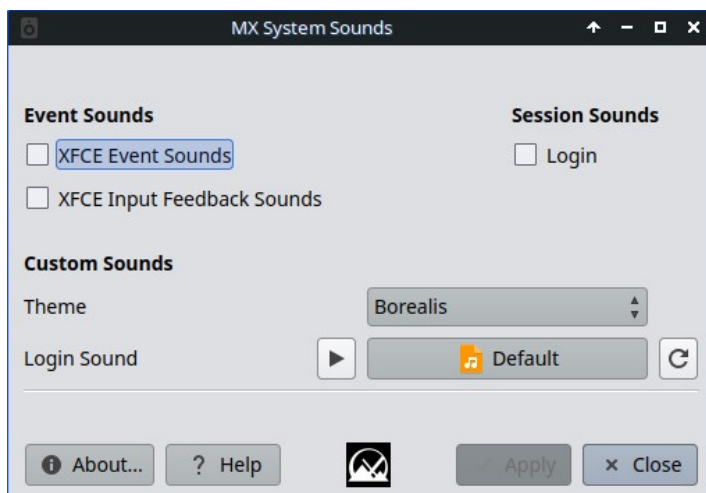 MX System Sounds
Event Sounds
Session Sounds
XFCE Event Sounds
Login
XFCE Input Feedback Sounds
Custom Sounds
Theme
Borealis
Login Sound
Default
About...
? Help
Apply
Close